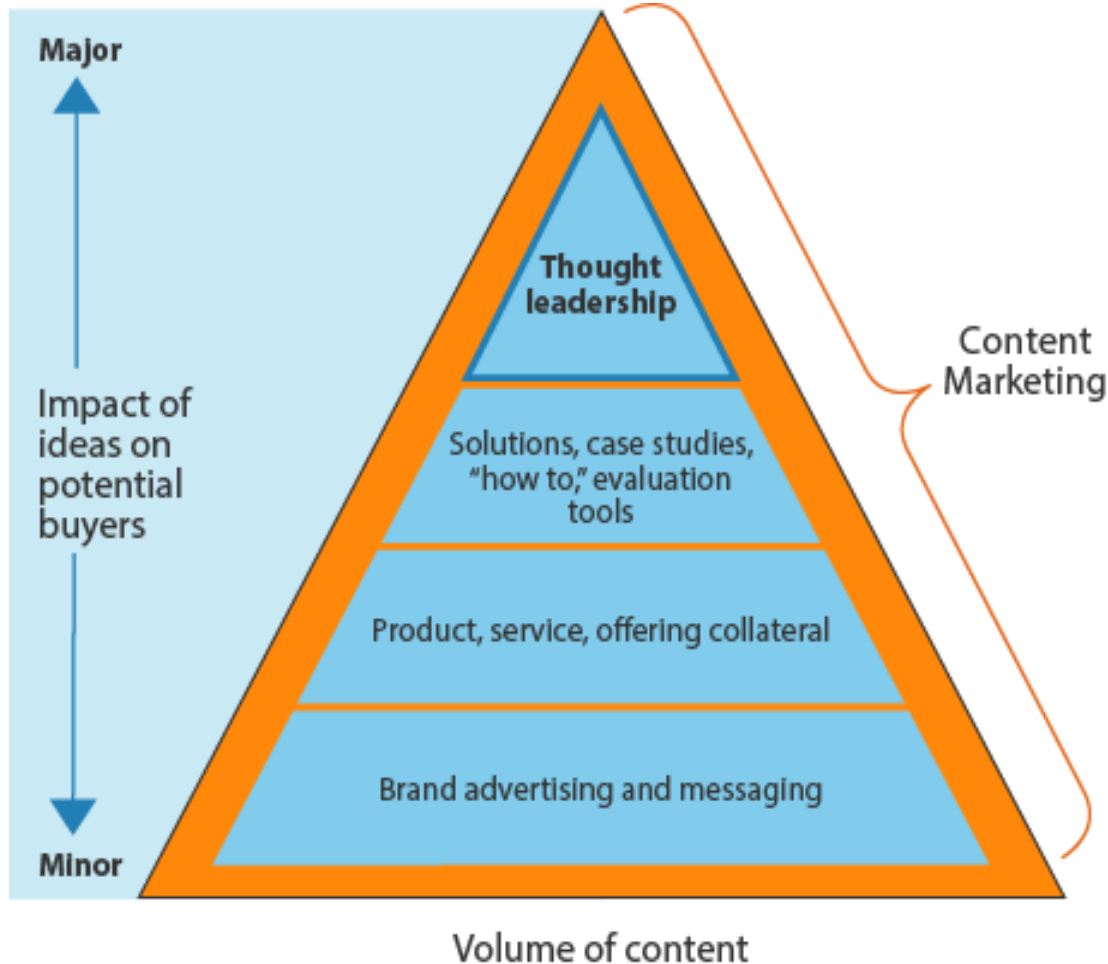 Major
Impact of
ideas on
potential
buyers
Minor
Thought
leadership
Solutions, case studies,
“how to,” evaluation
tools
Product, service, offering collateral
Brand advertising and messaging
Content
Marketing
Volume of content